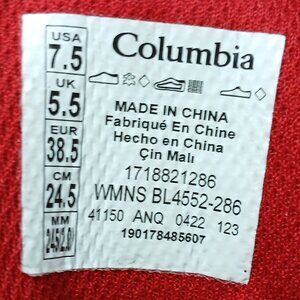 USA
7.5
UK
5.5
EUR
38.5
CM
24.5
MM
245(2.0)
Columbia
MADE IN CHINA
Fabriqué En Chine
Hecho en China
Çin Malı
1718821286
WMNS BL4552-286
41150 ANQ 0422 123
190178485607